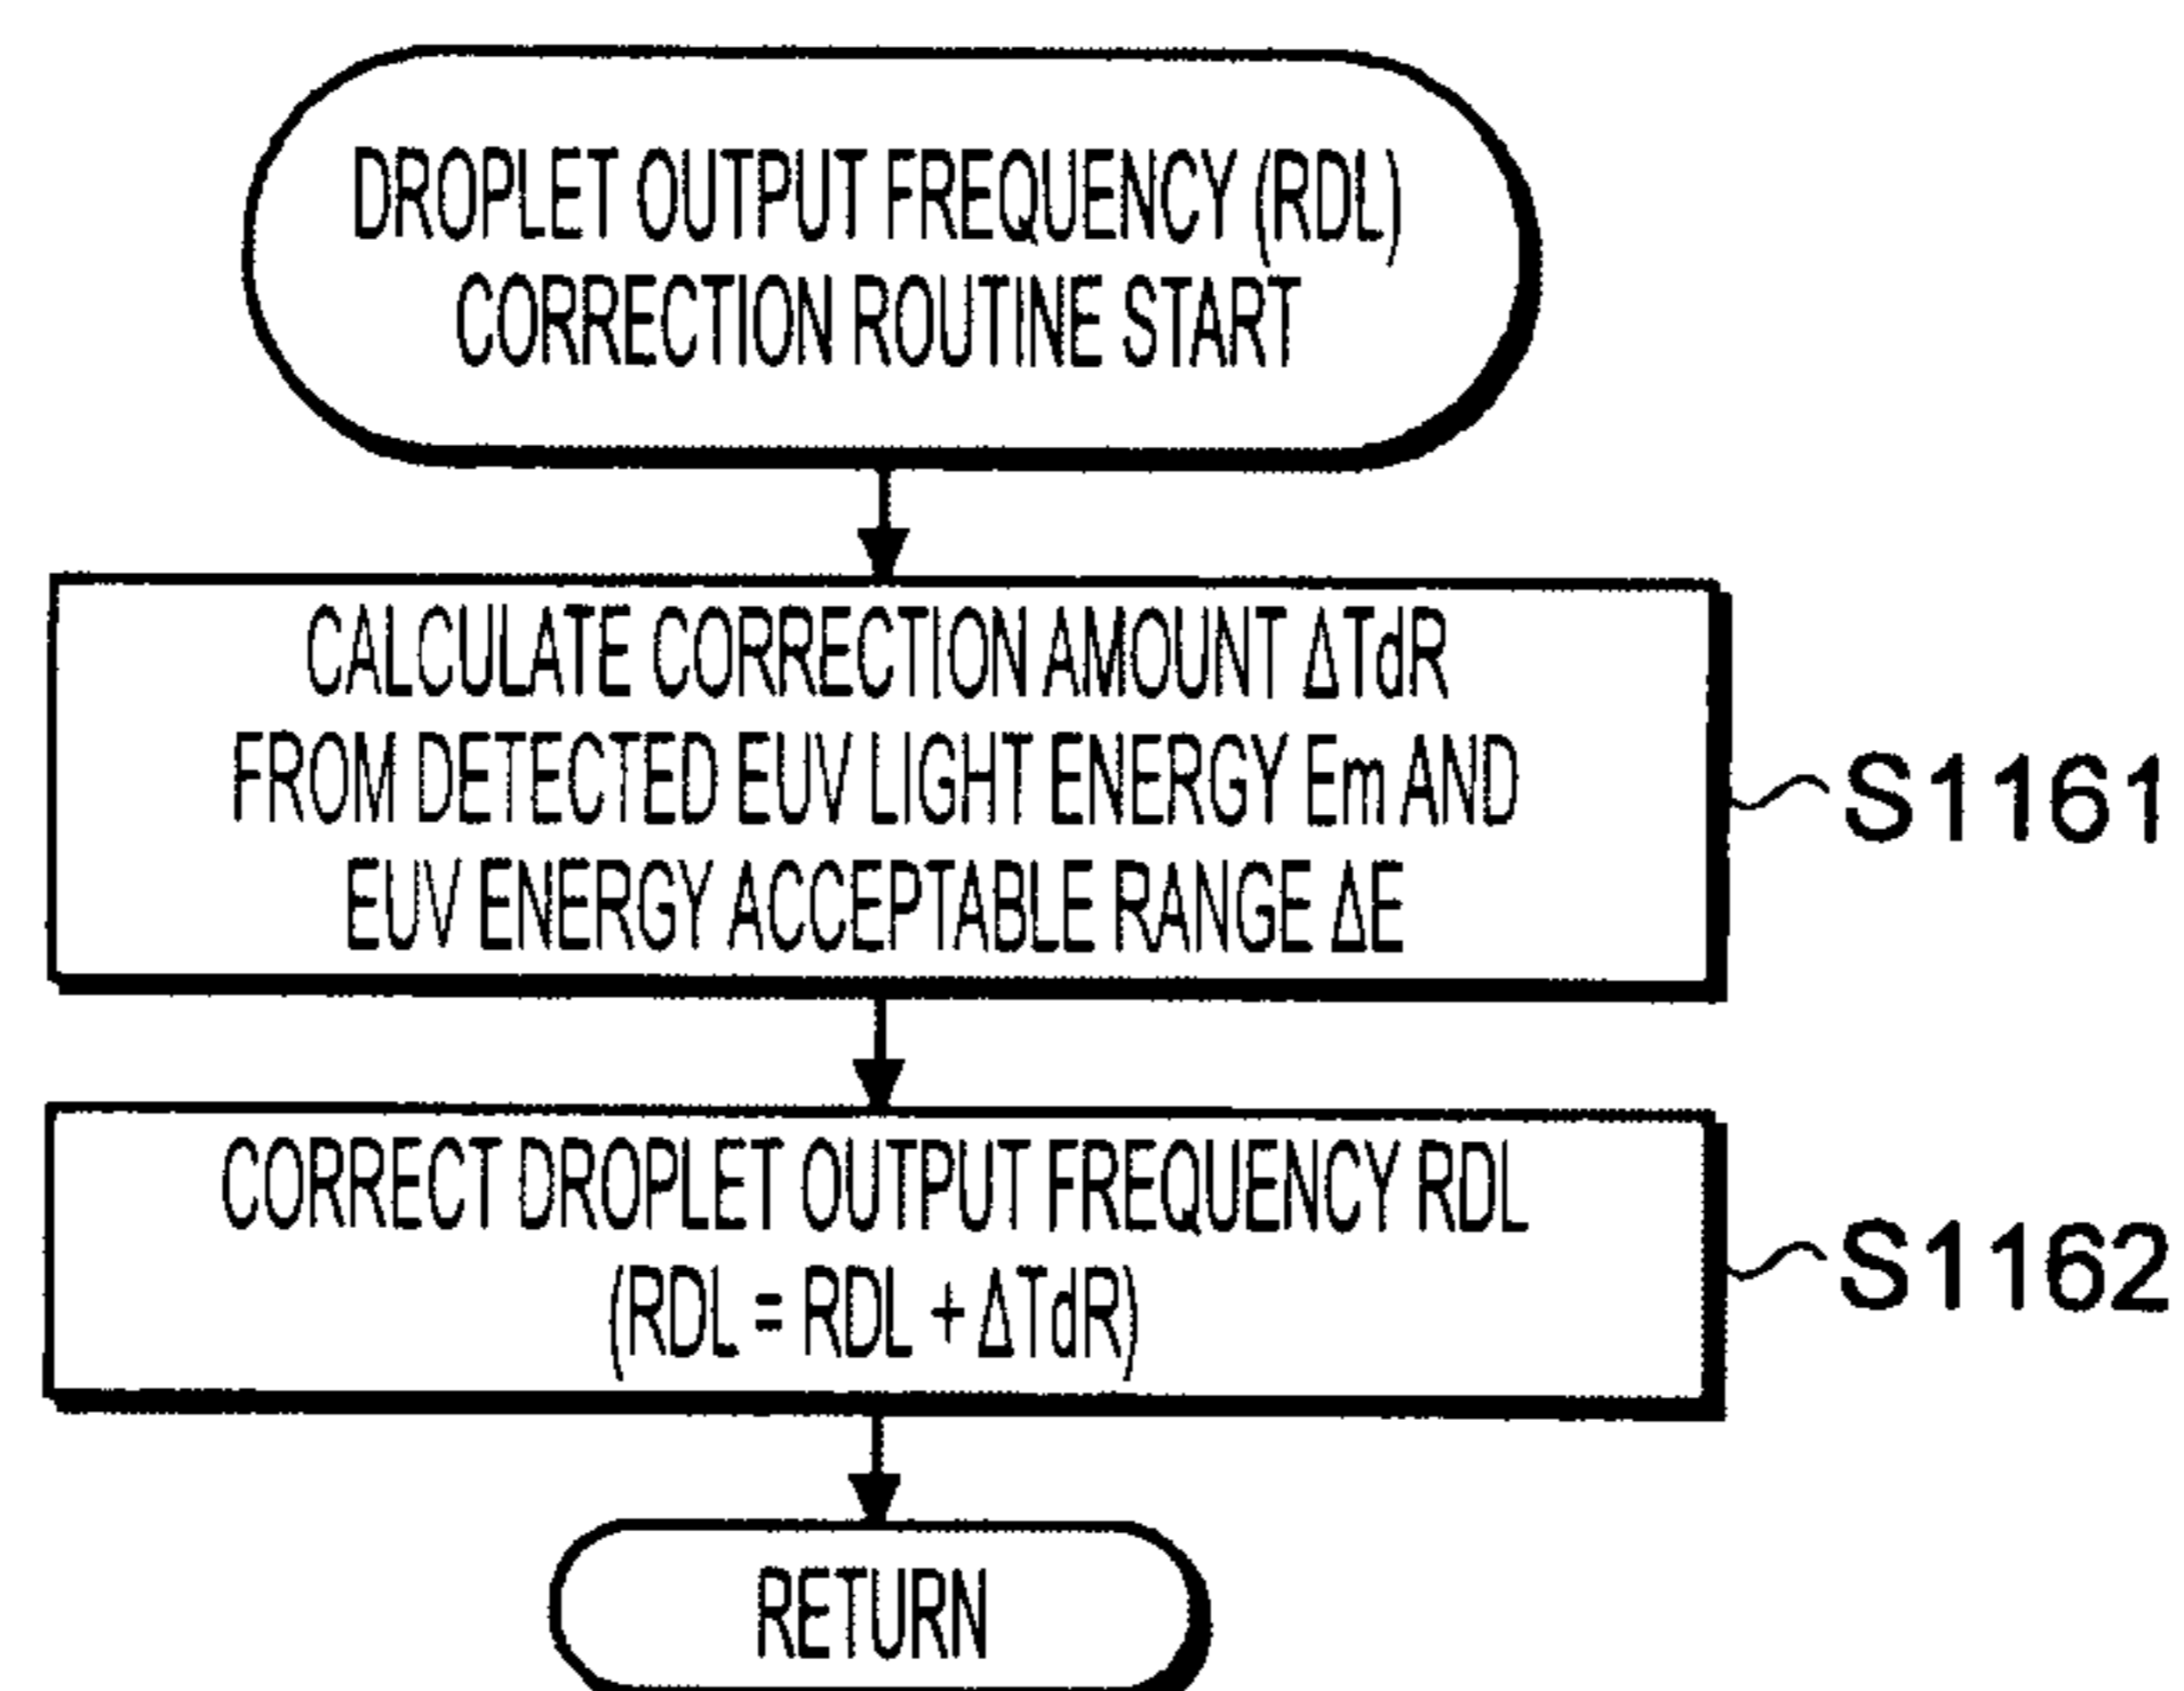 DROPLET OUTPUT FREQUENCY (RDL)
CORRECTION ROUTINE START
CALCULATE CORRECTION AMOUNT ΔTdR
FROM DETECTED EUV LIGHT ENERGY Em AND
EUV ENERGY ACCEPTABLE RANGE ΔE
S1161
CORRECT DROPLET OUTPUT FREQUENCY RDL
(RDL = RDL + ΔTdR)
S1162
RETURN